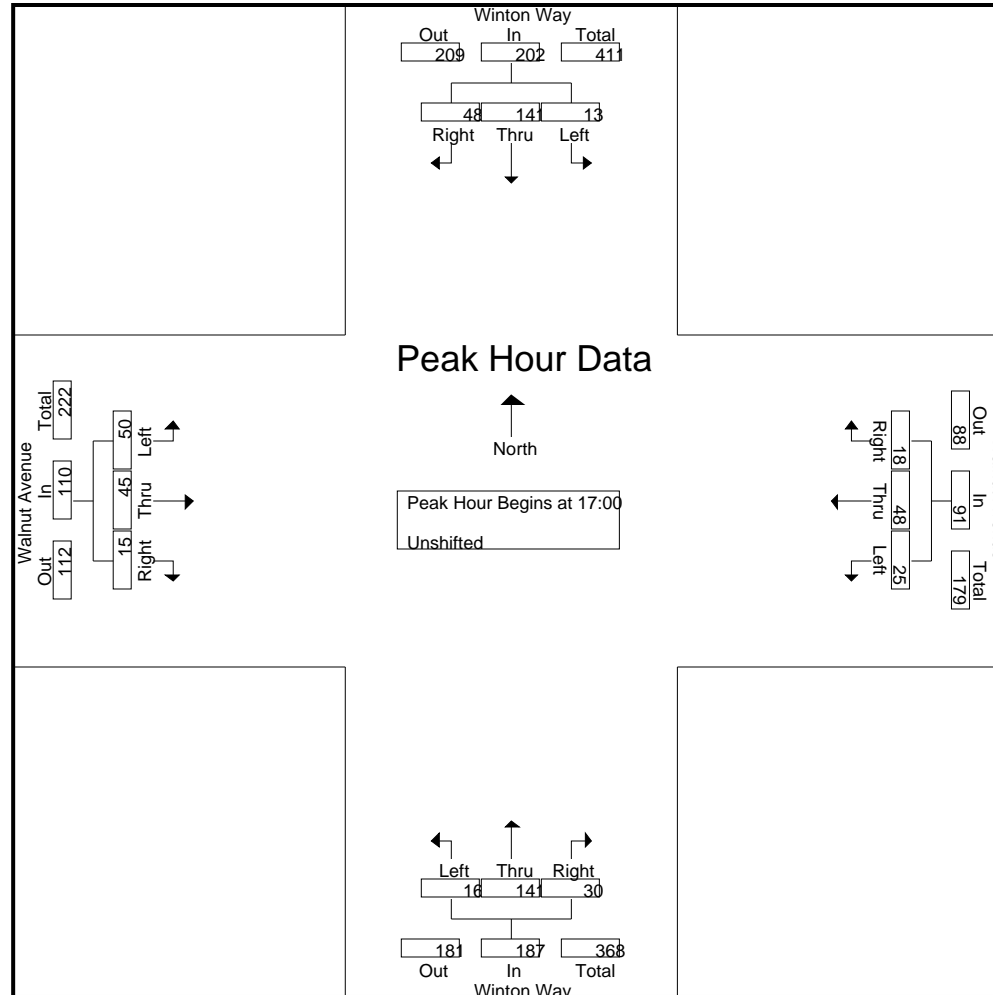 Winton Way
Out In Total
209 202 411
48 141 13
Right Thru Left
Peak Hour Data
North
Peak Hour Begins at 17:00
Unshifted
Walnut Avenue
Out In Total
112 110 222
50 45 15
Left Thru Right
Out In Total
88 91 179
18 48 25
Right Thru Left
Left Thru Right
16 141 30
181 187 368
Out In Total
Winton Way